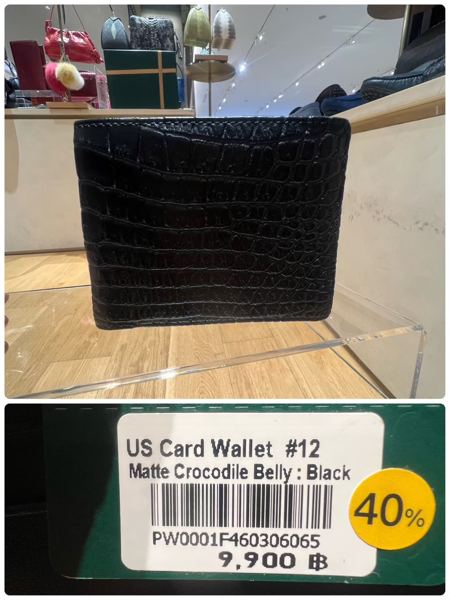 US Card Wallet #12
Matte Crocodile Belly : Black
40%
PW0001F460306065
9,900 ฿